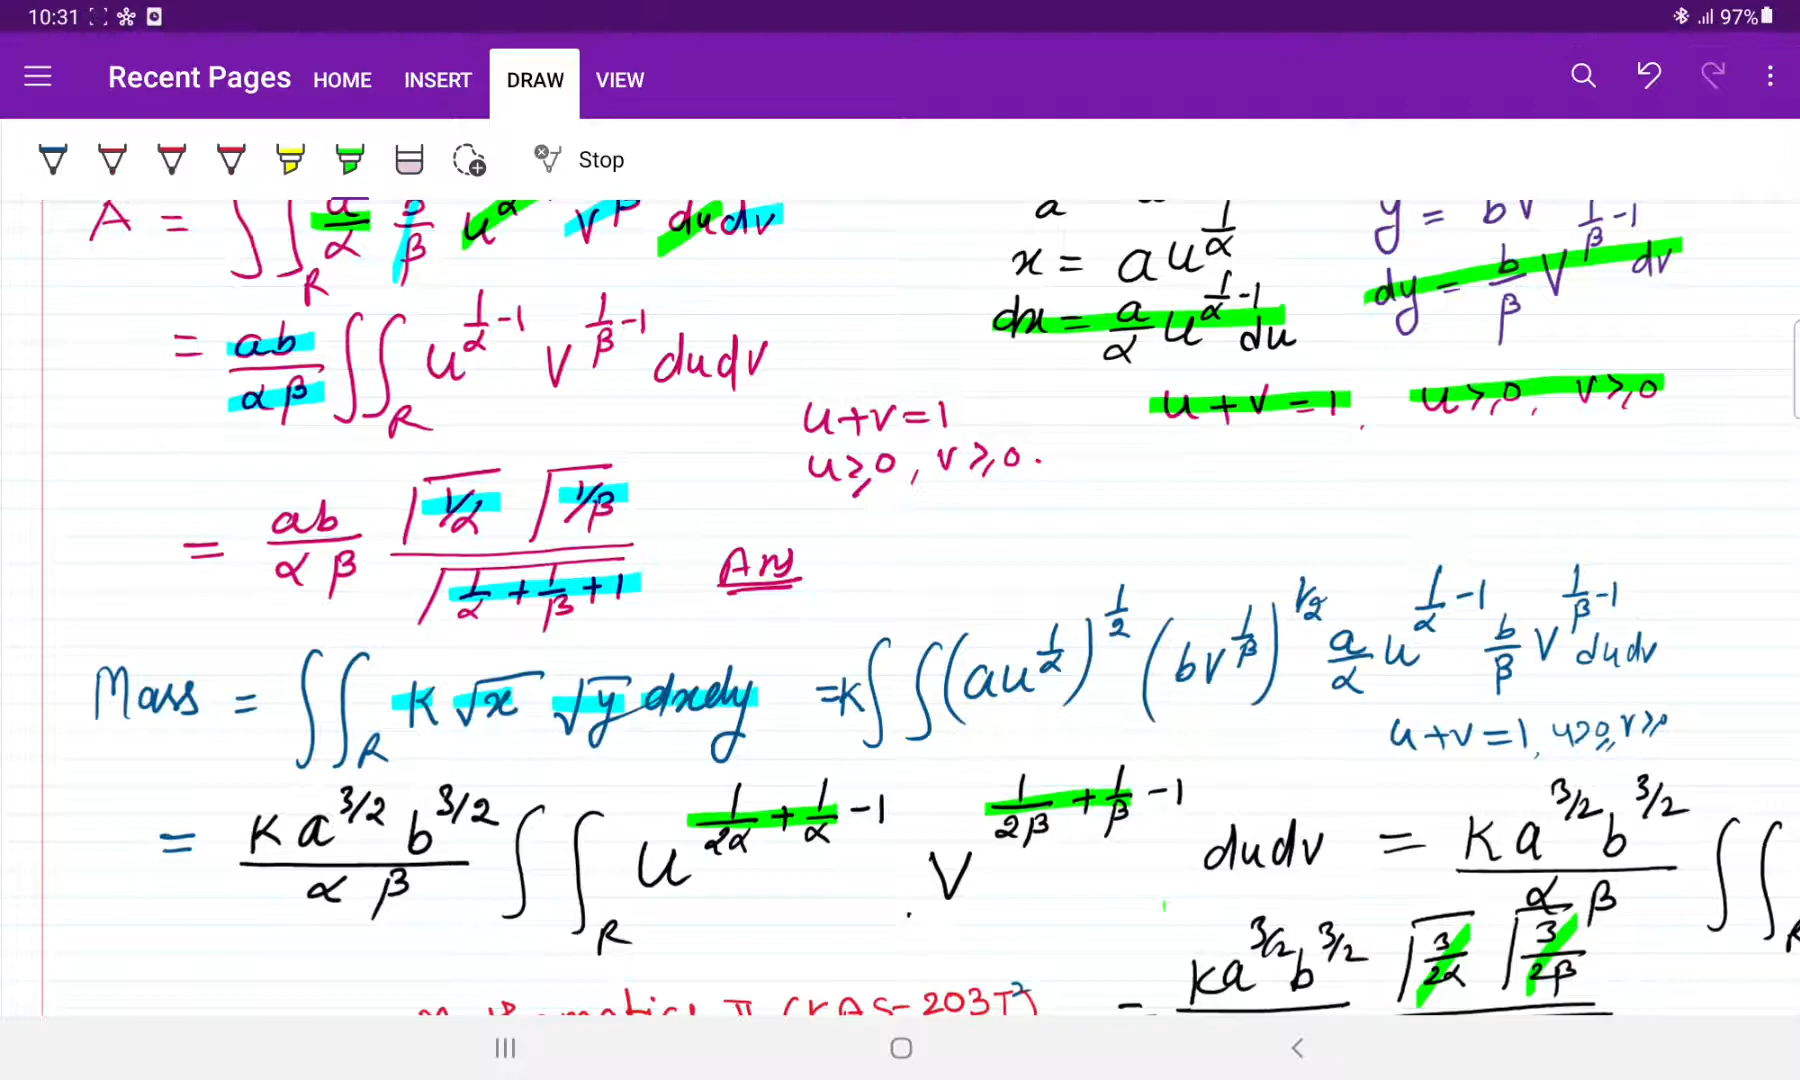 10:31 97%
Recent Pages HOME INSERT DRAW VIEW
Stop
A = ∬_R a/α b/β u^α v^β du dv
x = a u^(1/α)
y = b v
dx = a/α u^(1/α -1) du
dy = b/β v^(1/β -1) dv
= ab/αβ ∬_R u^(1/α -1) v^(1/β -1) du dv
u+v=1
u≥0, v≥0.
u+v=1, u≥0, v≥0
= ab/αβ Γ(1/α) Γ(1/β) / Γ(1/α + 1/β + 1) Ans
Mass = ∬_R K √x √y dx dy = K ∬ (a u^(1/α))^(1/2) (b v^(1/β))^(1/2) a/α u^(1/α -1) b/β v^(1/β -1) du dv
u+v=1, u≥0, v≥
= K a^(3/2) b^(3/2) / α β ∬_R u^(1/2α + 1/α -1) v^(1/2β + 1/β -1) du dv = K a^(3/2) b^(3/2) / α β ∬_R
K a^(3/2) b^(3/2) Γ(3/2α) Γ(3/2β)